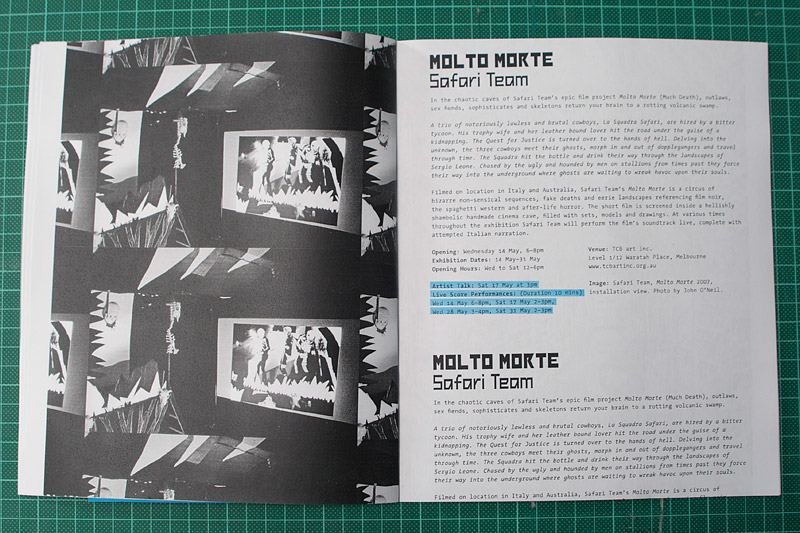 MOLTO MORTE
Safari Team
In the chaotic caves of Safari Team's epic film project Molto Morte (Much Death), outlaws,
sex fiends, sophisticates and skeletons return your brain to a rotting volcanic swamp.
A trio of notoriously lawless and brutal cowboys, La Squadra Safari, are hired by a bitter
tycoon. His trophy wife and her leather bound lover hit the road under the guise of a
kidnapping. The Quest for Justice is turned over to the hands of hell. Delving into the
unknown, the three cowboys meet their ghosts, morph in and out of dopplegangers and travel
through time. The Squadra hit the bottle and drink their way through the landscapes of
Sergio Leone. Chased by the ugly and hounded by men on stallions from times past they force
their way into the underground where ghosts are waiting to wreak havoc upon their souls.
Filmed on location in Italy and Australia, Safari Team's Molto Morte is a circus of
bizarre non-sensical sequences, fake deaths and eerie landscapes referencing film noir,
the spaghetti western and after-life horror. The short film is screened inside a hellishly
shambolic handmade cinema cave, filled with sets, models and drawings. At various times
throughout the exhibition Safari Team will perform the film's soundtrack live, complete with
attempted Italian narration.
Opening: Wednesday 14 May, 6-8pm
Exhibition Dates: 14 May-31 May
Opening Hours: Wed to Sat 12-6pm
Artist Talk: Sat 17 May at 3pm
Live Score Performances: (Duration 10 mins)
Wed 14 May 6-8pm, Sat 17 May 2-3pm,
Wed 28 May 3-4pm, Sat 31 May 2-3pm
Venue: TCB art inc.
Level 1/12 Waratah Place, Melbourne
www.tcbartinc.org.au
Image: Safari Team, Molto Morte 2007,
installation view. Photo by John O'Neil.
MOLTO MORTE
Safari Team
In the chaotic caves of Safari Team's epic film project Molto Morte (Much Death), outlaws,
sex fiends, sophisticates and skeletons return your brain to a rotting volcanic swamp.
A trio of notoriously lawless and brutal cowboys, La Squadra Safari, are hired by a bitter
tycoon. His trophy wife and her leather bound lover hit the road under the guise of a
kidnapping. The Quest for Justice is turned over to the hands of hell. Delving into the
unknown, the three cowboys meet their ghosts, morph in and out of dopplegangers and travel
through time. The Squadra hit the bottle and drink their way through the landscapes of
Sergio Leone. Chased by the ugly and hounded by men on stallions from times past they force
their way into the underground where ghosts are waiting to wreak havoc upon their souls.
Filmed on location in Italy and Australia, Safari Team's Molto Morte is a circus of